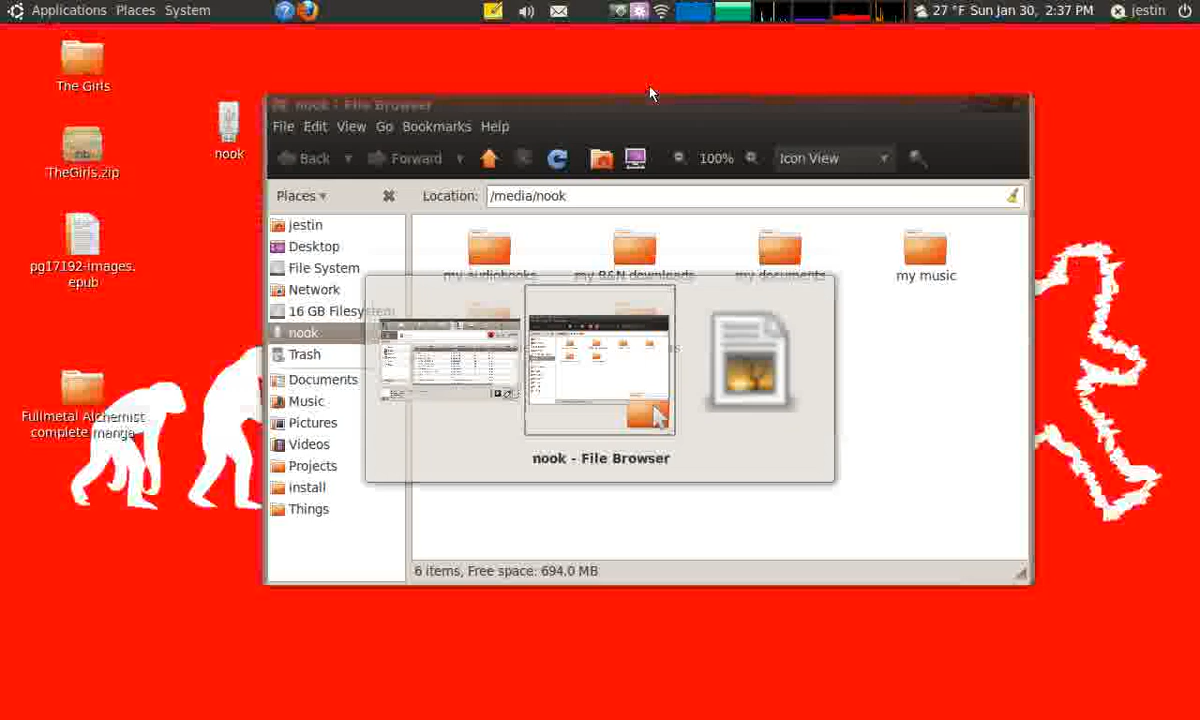 Applications Places System
27 °F Sun Jan 30, 2:37 PM jestin
The Girls
nook
TheGirls.zip
pg17192-images.
epub
Fullmetal Alchemist
complete manga
nook - File Browser
File Edit View Go Bookmarks Help
Back Forward 100% Icon View
Places Location: /media/nook
jestin
Desktop
File System
Network
16 GB Filesystem
nook
Trash
Documents
Music
Pictures
Videos
Projects
install
Things
my audiobooks my B&N downloads my documents my music
nook - File Browser
6 items, Free space: 694.0 MB